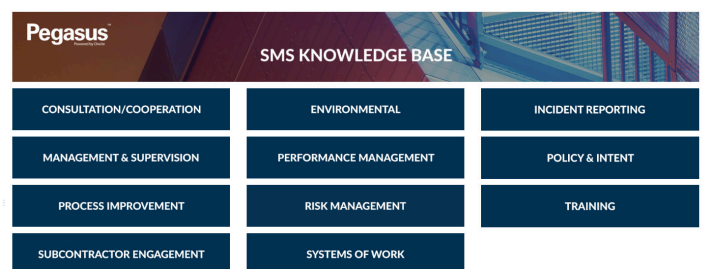 Pegasus™
Powered by Onsite
SMS KNOWLEDGE BASE
CONSULTATION/COOPERATION
ENVIRONMENTAL
INCIDENT REPORTING
MANAGEMENT & SUPERVISION
PERFORMANCE MANAGEMENT
POLICY & INTENT
PROCESS IMPROVEMENT
RISK MANAGEMENT
TRAINING
SUBCONTRACTOR ENGAGEMENT
SYSTEMS OF WORK